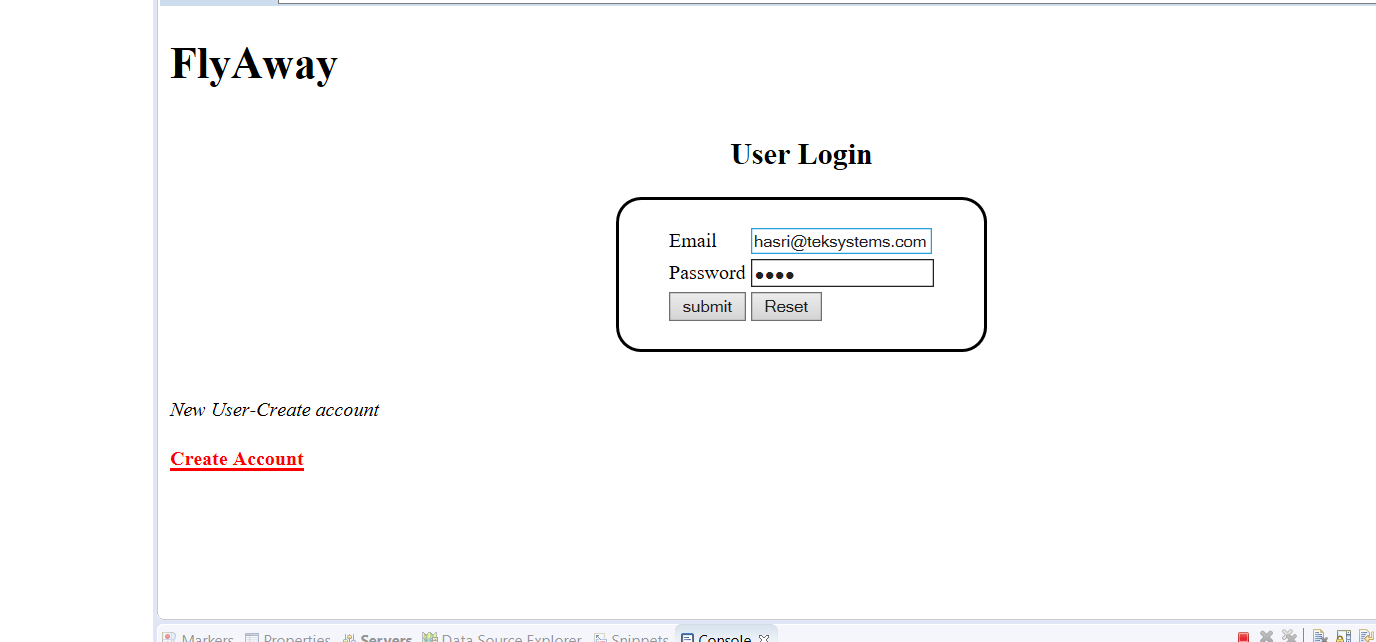 FlyAway
User Login
Email hasri@teksystems.com
Password ●●●●
submit Reset
New User-Create account
Create Account
Markers Properties Servers Data Source Explorer Snippets Console